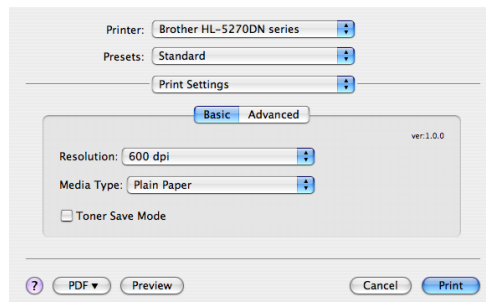 Printer: Brother HL-5270DN series
Presets: Standard
Print Settings
Basic Advanced
ver:1.0.0
Resolution: 600 dpi
Media Type: Plain Paper
Toner Save Mode
? PDF ▼ Preview Cancel Print